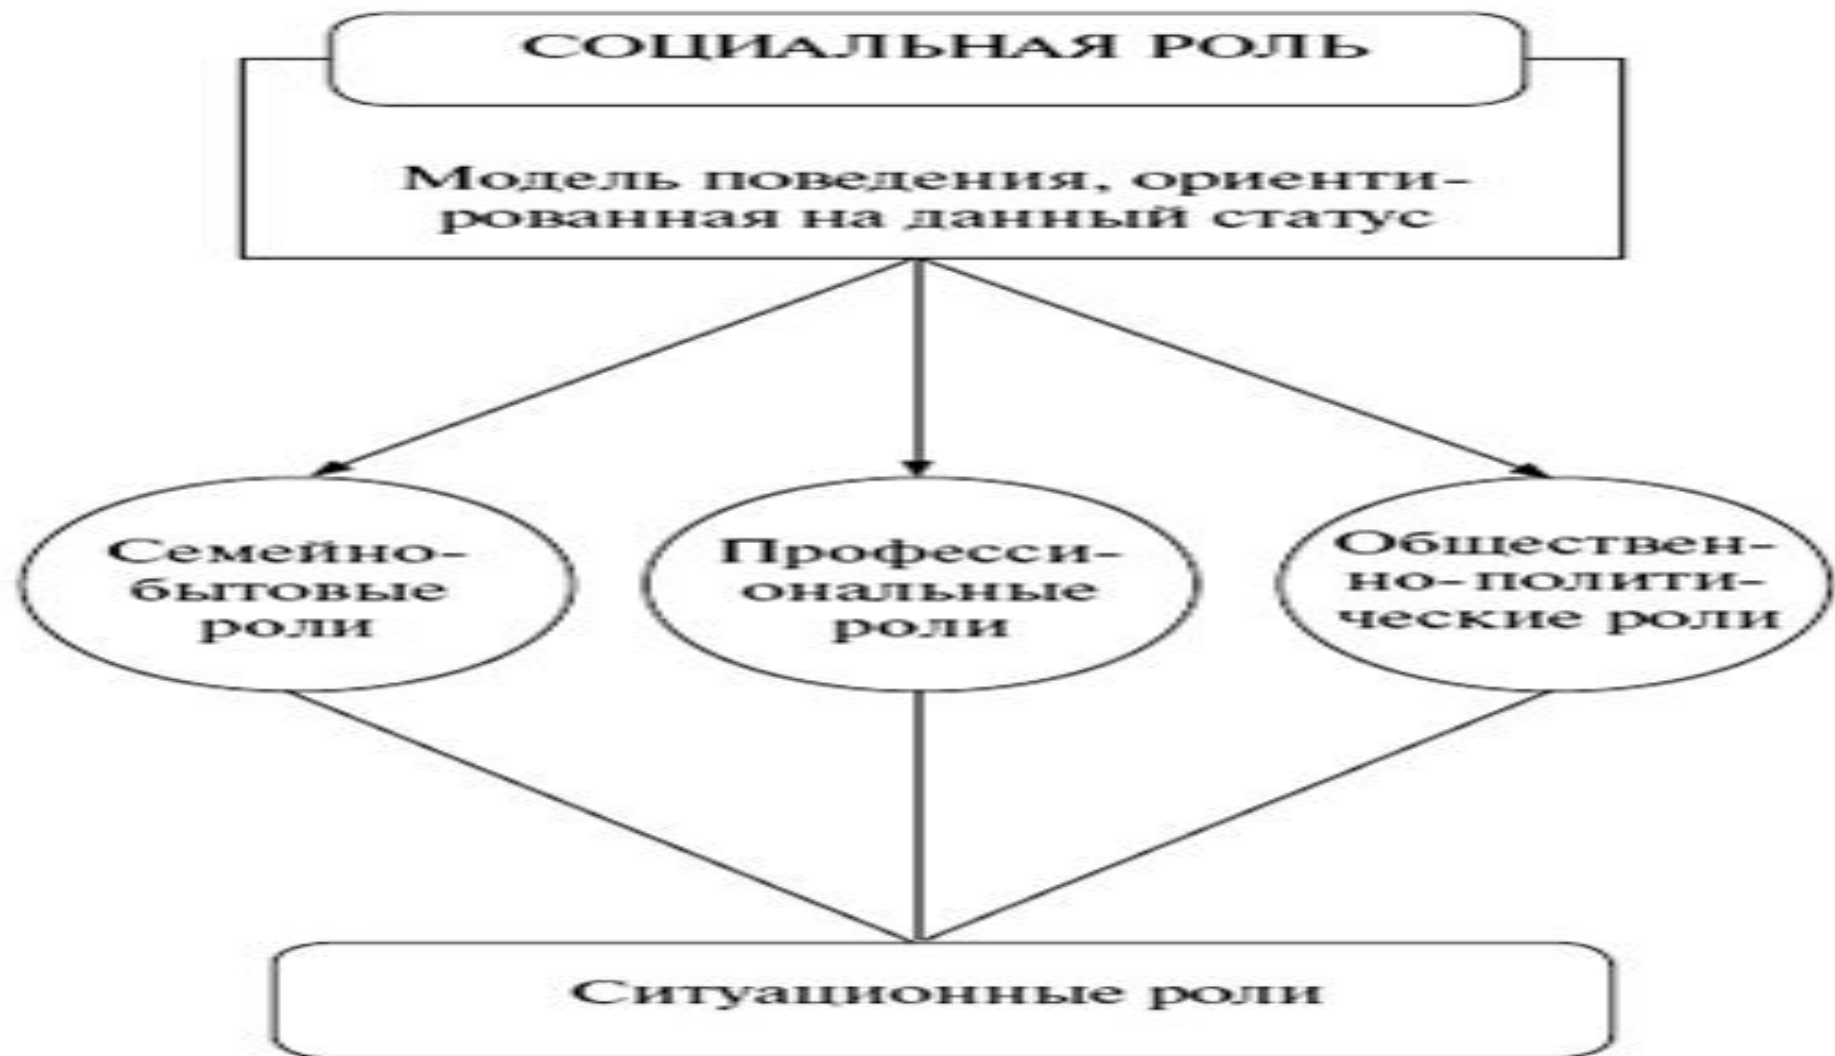 СОЦИАЛЬНАЯ РОЛЬ
Модель поведения, ориенти-
рованная на данный статус
Семейно-
бытовые
роли
Професси-
ональные
роли
Обществен-
но-полити-
ческие роли
Ситуационные роли